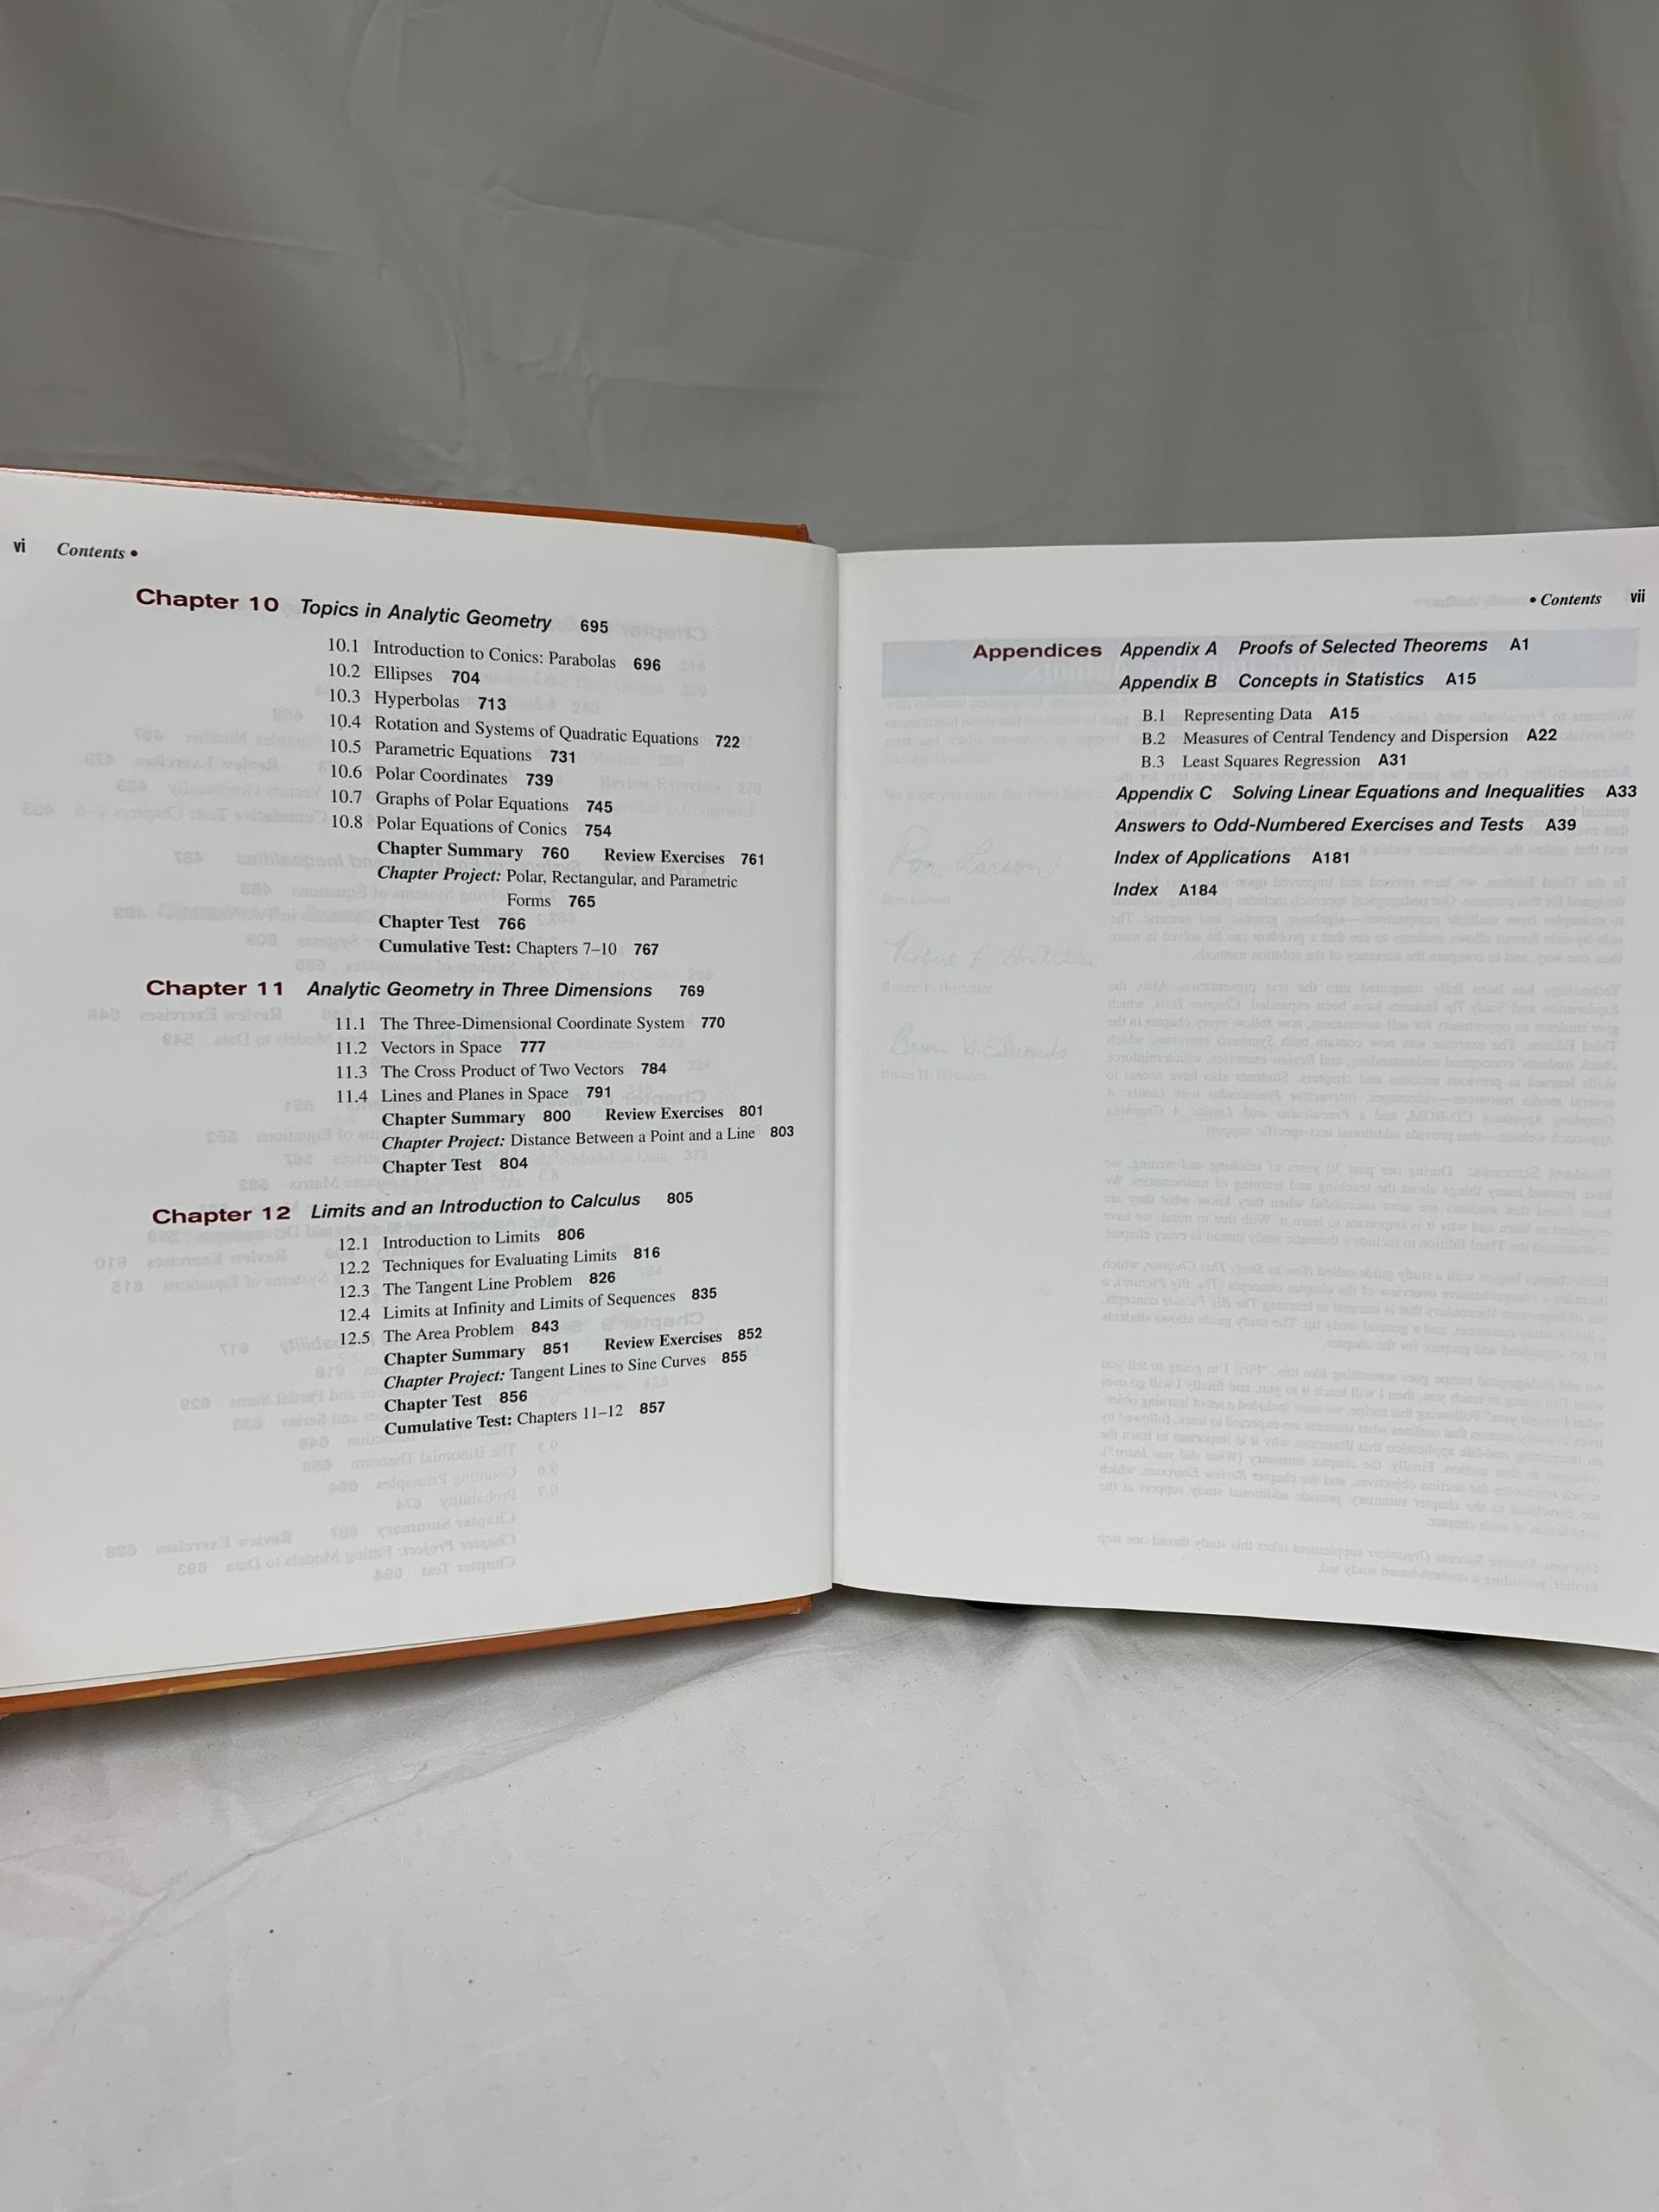 vi Contents •
Chapter 10 Topics in Analytic Geometry 695
10.1 Introduction to Conics: Parabolas 696
10.2 Ellipses 704
10.3 Hyperbolas 713
10.4 Rotation and Systems of Quadratic Equations 722
10.5 Parametric Equations 731
10.6 Polar Coordinates 739
10.7 Graphs of Polar Equations 745
10.8 Polar Equations of Conics 754
Chapter Summary 760 Review Exercises 761
Chapter Project: Polar, Rectangular, and Parametric
Forms 765
Chapter Test 766
Cumulative Test: Chapters 7–10 767
Chapter 11 Analytic Geometry in Three Dimensions 769
11.1 The Three-Dimensional Coordinate System 770
11.2 Vectors in Space 777
11.3 The Cross Product of Two Vectors 784
11.4 Lines and Planes in Space 791
Chapter Summary 800 Review Exercises 801
Chapter Project: Distance Between a Point and a Line 803
Chapter Test 804
Chapter 12 Limits and an Introduction to Calculus 805
12.1 Introduction to Limits 806
12.2 Techniques for Evaluating Limits 816
12.3 The Tangent Line Problem 826
12.4 Limits at Infinity and Limits of Sequences 835
12.5 The Area Problem 843
Chapter Summary 851 Review Exercises 852
Chapter Project: Tangent Lines to Sine Curves 855
Chapter Test 856
Cumulative Test: Chapters 11–12 857
• Contents vii
Appendices Appendix A Proofs of Selected Theorems A1
Appendix B Concepts in Statistics A15
B.1 Representing Data A15
B.2 Measures of Central Tendency and Dispersion A22
B.3 Least Squares Regression A31
Appendix C Solving Linear Equations and Inequalities A33
Answers to Odd-Numbered Exercises and Tests A39
Index of Applications A181
Index A184
Ron Larson
Ron Larson
Robert P. Hostetler
Bruce H. Edwards
Bruce H. Edwards